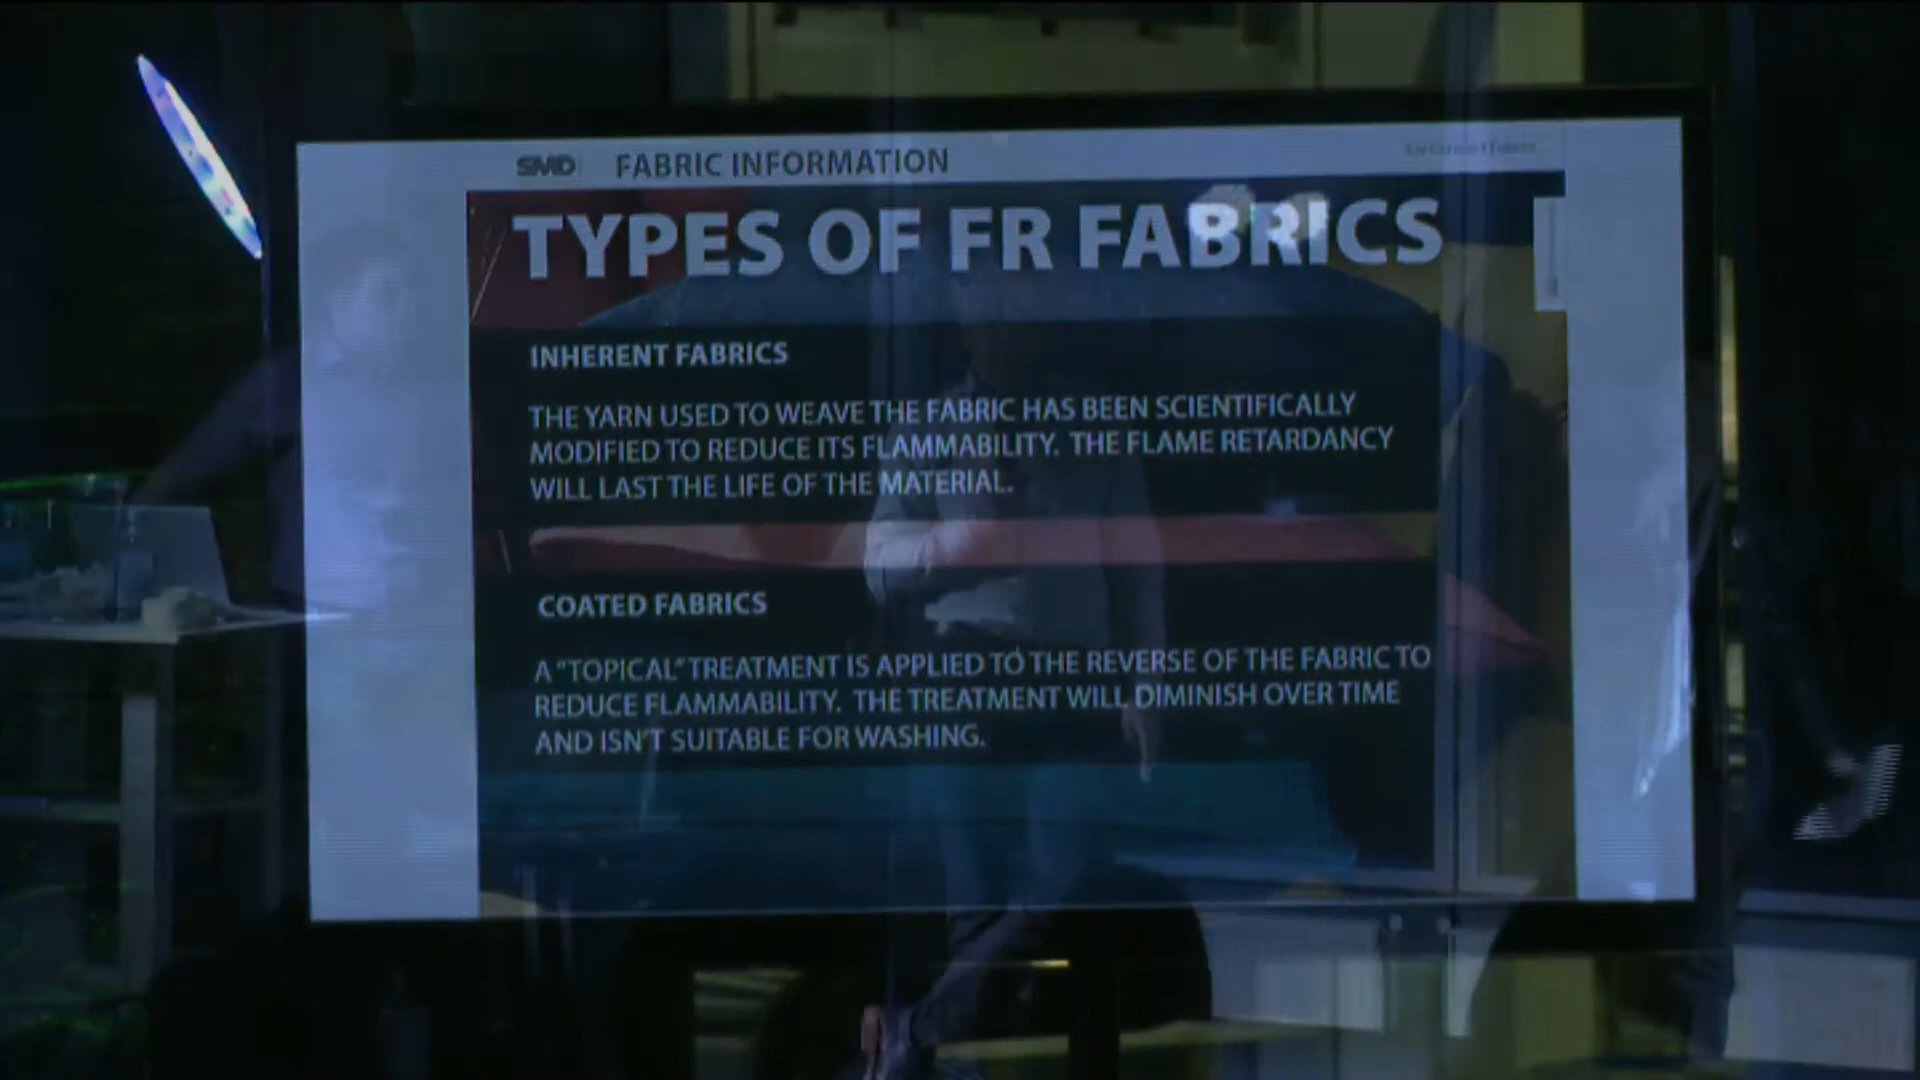 SMD FABRIC INFORMATION
TYPES OF FR FABRICS
INHERENT FABRICS
THE YARN USED TO WEAVE THE FABRIC HAS BEEN SCIENTIFICALLY
MODIFIED TO REDUCE ITS FLAMMABILITY. THE FLAME RETARDANCY
WILL LAST THE LIFE OF THE MATERIAL.
COATED FABRICS
A "TOPICAL" TREATMENT IS APPLIED TO THE REVERSE OF THE FABRIC TO
REDUCE FLAMMABILITY. THE TREATMENT WILL DIMINISH OVER TIME
AND ISN'T SUITABLE FOR WASHING.